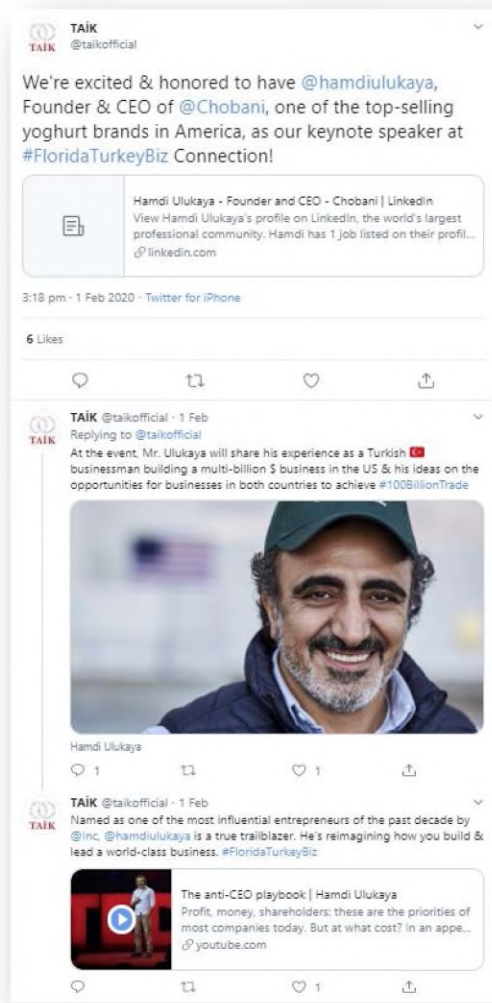 TAİK
@taikofficial
TAİK
We're excited & honored to have @hamdiulukaya,
Founder & CEO of @Chobani, one of the top-selling
yoghurt brands in America, as our keynote speaker at
#FloridaTurkeyBiz Connection!
Hamdi Ulukaya - Founder and CEO - Chobani | LinkedIn
View Hamdi Ulukaya's profile on LinkedIn, the world's largest
professional community. Hamdi has 1 job listed on their profil...
linkedin.com
3:18 pm · 1 Feb 2020 · Twitter for iPhone
6 Likes
TAİK @taikofficial · 1 Feb
TAİK
Replying to @taikofficial
At the event, Mr. Ulukaya will share his experience as a Turkish 🇹🇷
businessman building a multi-billion $ business in the US & his ideas on the
opportunities for businesses in both countries to achieve #100BillionTrade
Hamdi Ulukaya
1 1
TAİK @taikofficial · 1 Feb
TAİK
Named as one of the most influential entrepreneurs of the past decade by
@Inc, @hamdiulukaya is a true trailblazer. He's reimagining how you build &
lead a world-class business. #FloridaTurkeyBiz
The anti-CEO playbook | Hamdi Ulukaya
Profit, money, shareholders: these are the priorities of
most companies today. But at what cost? In an appe...
youtube.com
1